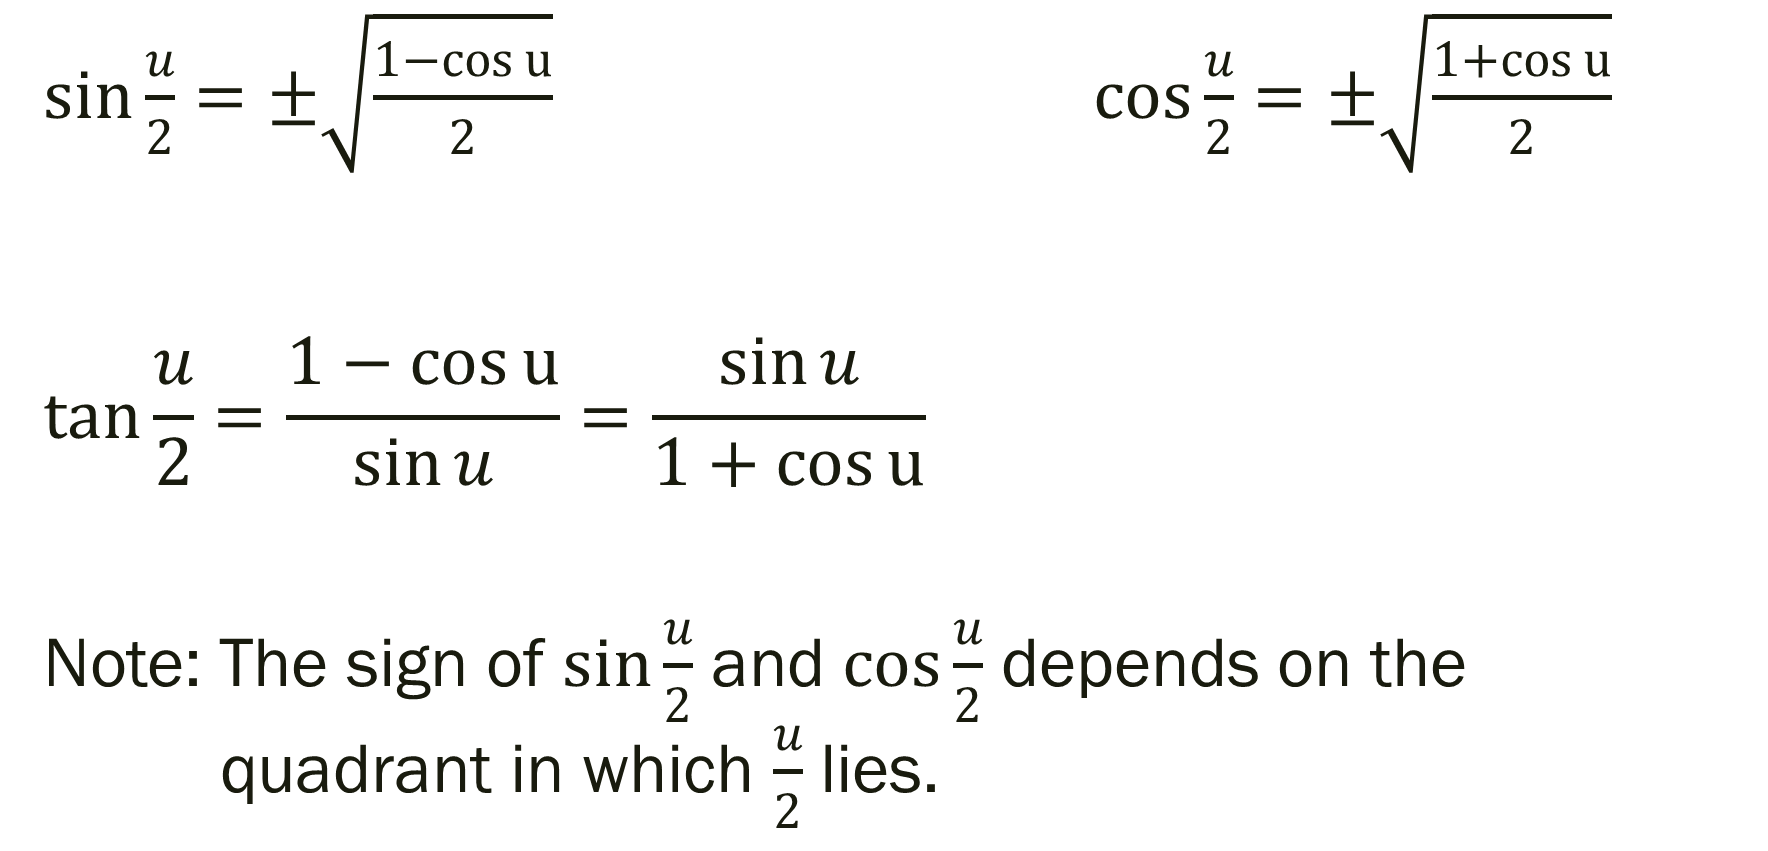 sin u/2 = ±√((1−cos u)/2) cos u/2 = ±√((1+cos u)/2)
tan u/2 = (1 − cos u)/(sin u) = (sin u)/(1 + cos u)
Note: The sign of sin u/2 and cos u/2 depends on the
quadrant in which u/2 lies.